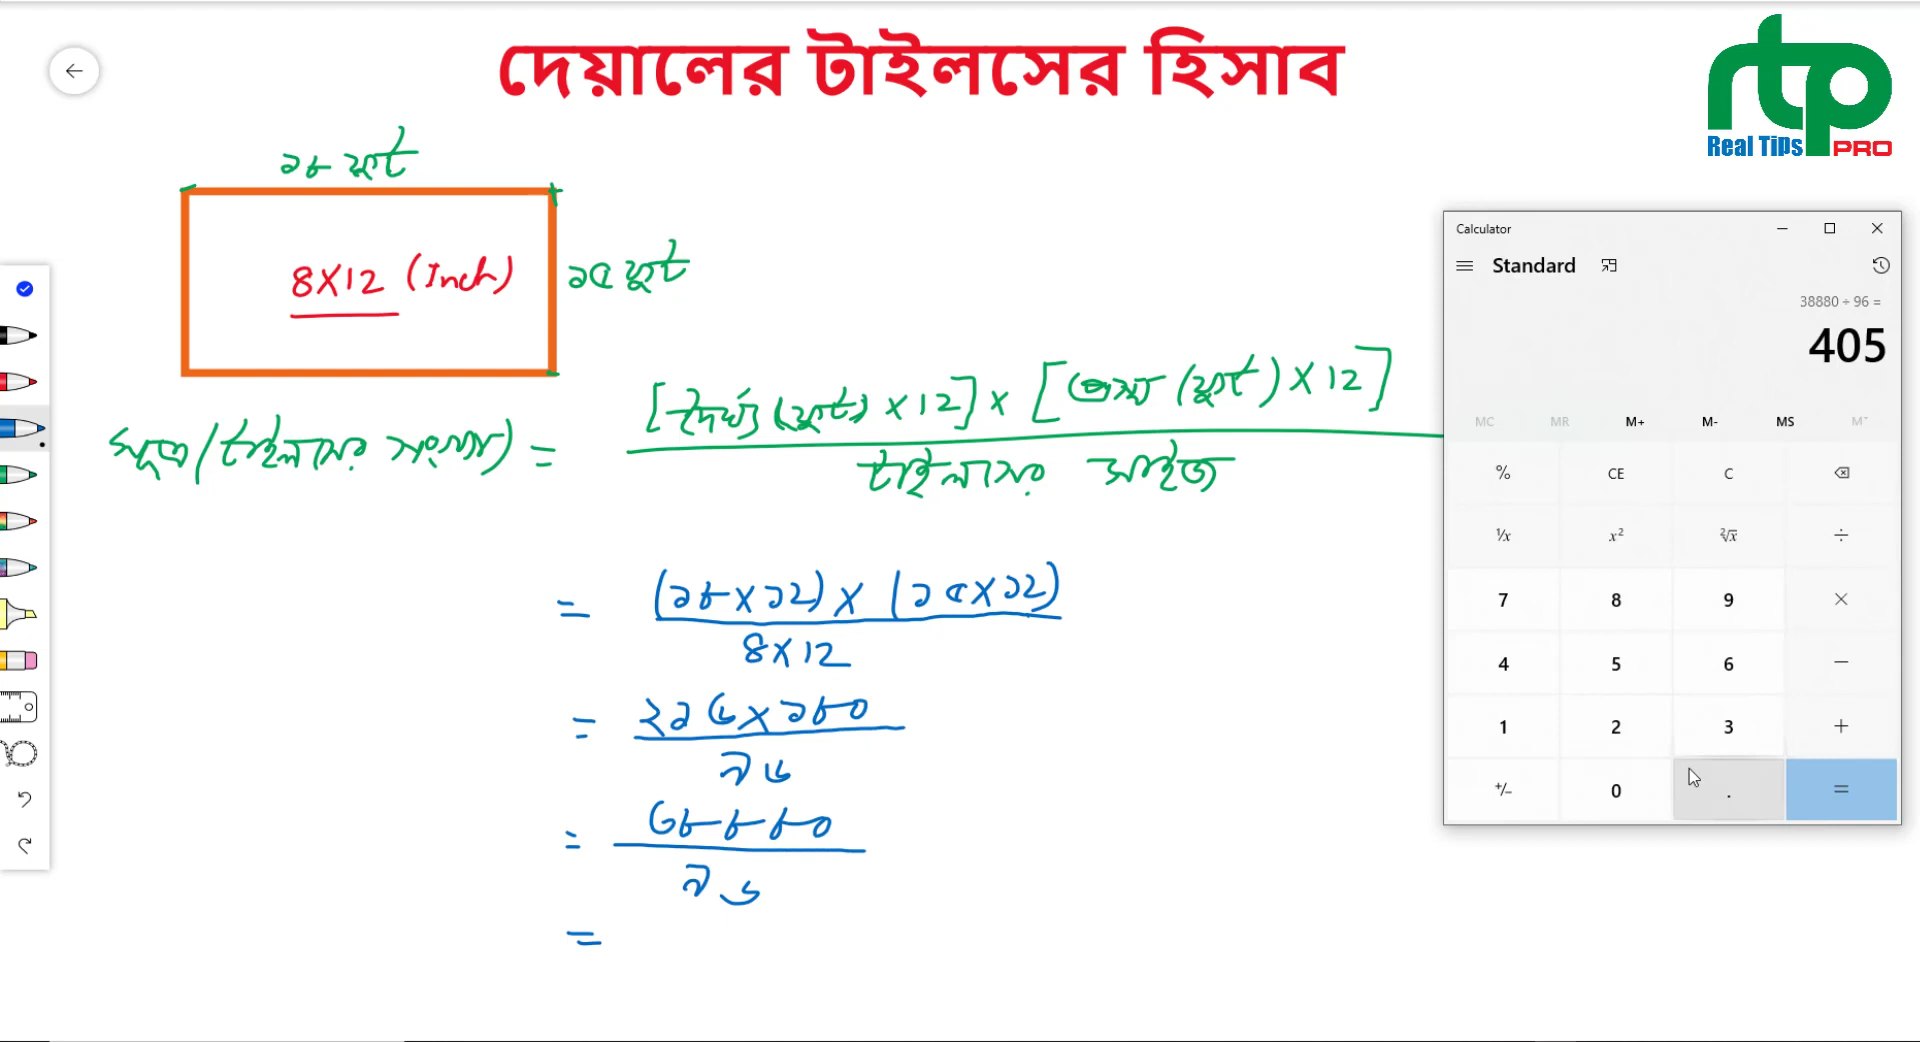 দেয়ালের টাইলসের হিসাব
rtp
Real Tips PRO
১৮ ফুট
8X12 (Inch)
১৫ ফুট
সূত্র/টাইলসের সংখ্যা) = [দৈর্ঘ্য (ফুট) X 12] X [প্রস্থ (ফুট) X 12]
টাইলসের সাইজ
= (১৮X১২) X (১৫X১২)
8X12
= ২১৬X১৮০
৯৬
= ৩৮৮৮০
৯৬
=
Calculator
Standard
38880 ÷ 96 =
405
MC MR M+ M- MS M˅
% CE C
¹/x x² ²√x ÷
7 8 9 ×
4 5 6 −
1 2 3 +
+/− 0 . =